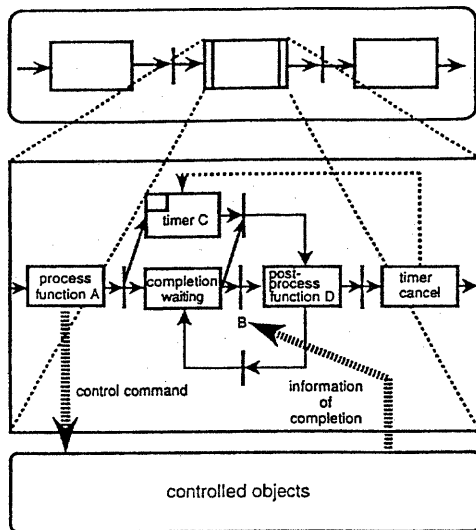 timer C
process
function A
completion
waiting
post-
process
function D
timer
cancel
B
control command
information
of
completion
controlled objects